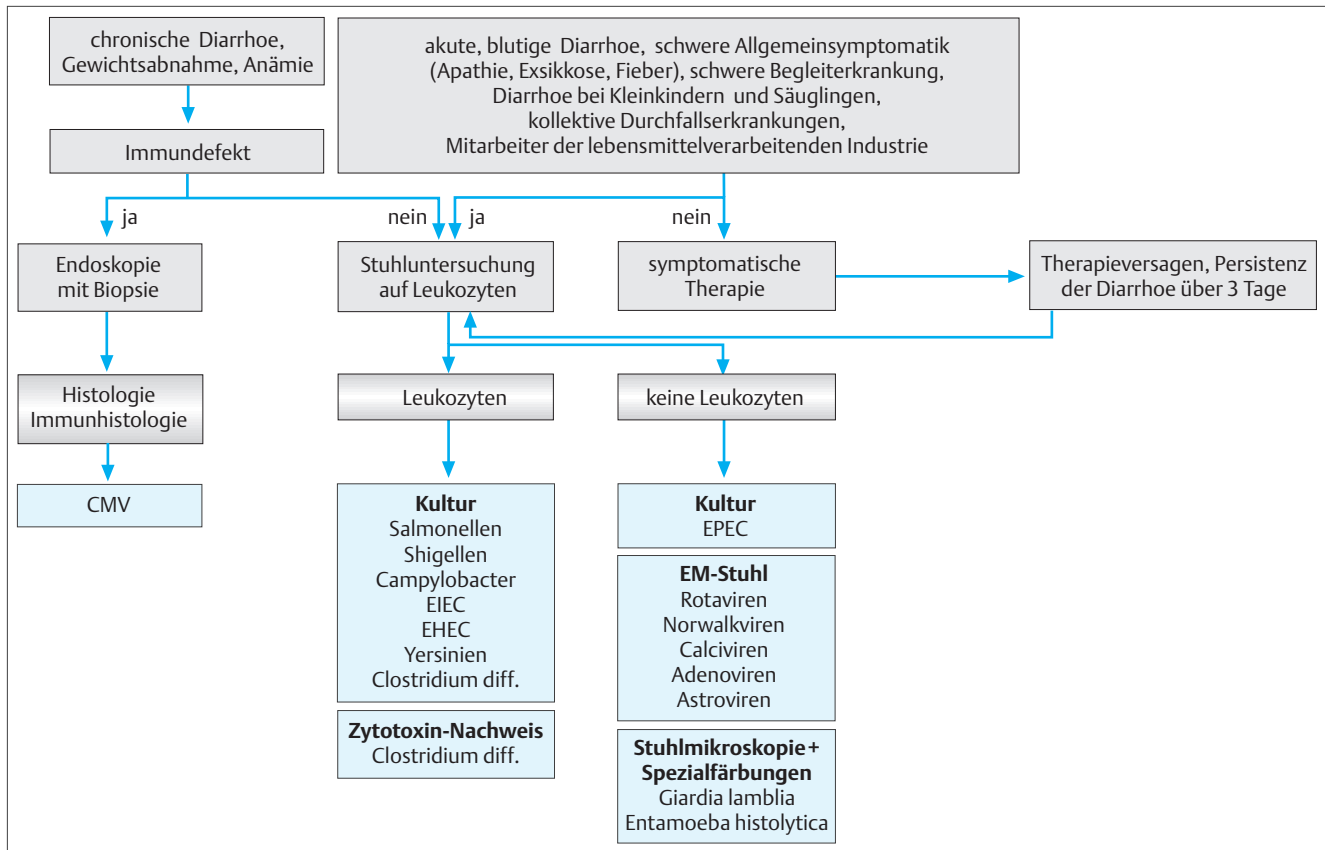 chronische Diarrhoe,
Gewichtsabnahme, Anämie
akute, blutige Diarrhoe, schwere Allgemeinsymptomatik
(Apathie, Exsikkose, Fieber), schwere Begleiterkrankung,
Diarrhoe bei Kleinkindern und Säuglingen,
kollektive Durchfallserkrankungen,
Mitarbeiter der lebensmittelverarbeitenden Industrie
Immundefekt
ja
nein
ja
nein
Endoskopie
mit Biopsie
Stuhluntersuchung
auf Leukozyten
symptomatische
Therapie
Therapieversagen, Persistenz
der Diarrhoe über 3 Tage
Histologie
Immunhistologie
Leukozyten
keine Leukozyten
CMV
Kultur
Salmonellen
Shigellen
Campylobacter
EIEC
EHEC
Yersinien
Clostridium diff.
Zytotoxin-Nachweis
Clostridium diff.
Kultur
EPEC
EM-Stuhl
Rotaviren
Norwalkviren
Calciviren
Adenoviren
Astroviren
Stuhlmikroskopie+
Spezialfärbungen
Giardia lamblia
Entamoeba histolytica